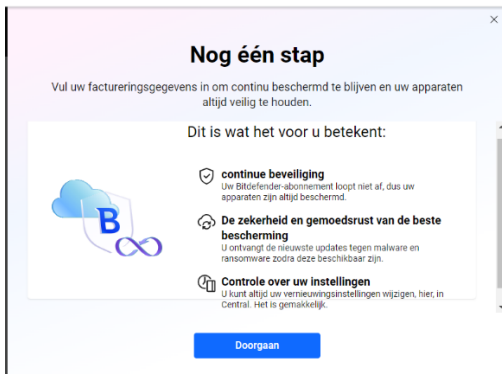 Nog één stap
Vul uw factureringsgegevens in om continu beschermd te blijven en uw apparaten
altijd veilig te houden.
Dit is wat het voor u betekent:
continue beveiliging
Uw Bitdefender-abonnement loopt niet af, dus uw
apparaten zijn altijd beschermd.
De zekerheid en gemoedsrust van de beste
bescherming
U ontvangt de nieuwste updates tegen malware en
ransomware zodra deze beschikbaar zijn.
Controle over uw instellingen
U kunt altijd uw vernieuwingsinstellingen wijzigen, hier, in
Central. Het is gemakkelijk.
B
Doorgaan